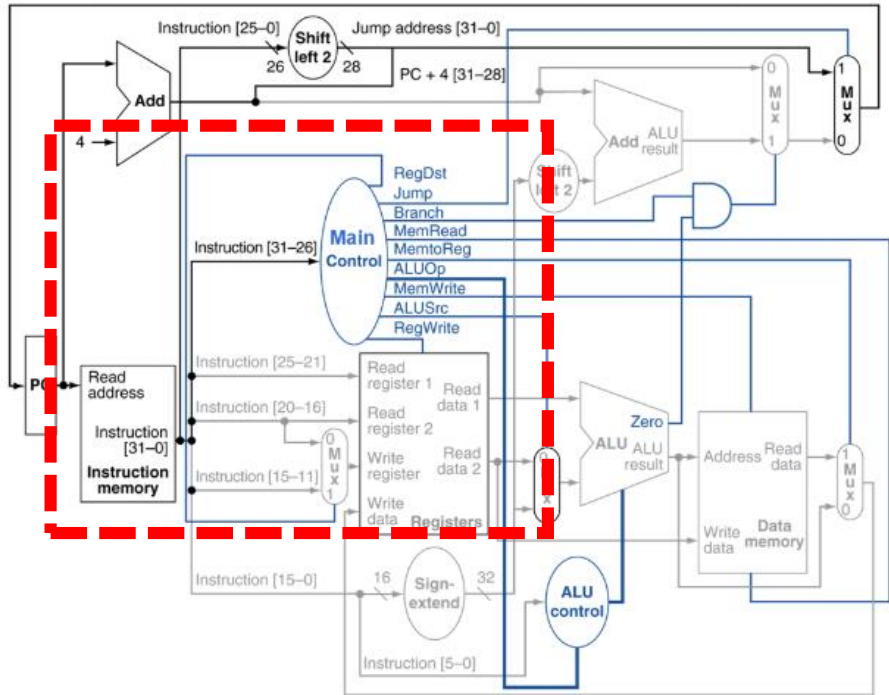 Instruction [25–0]
Jump address [31–0]
Shift
left 2
26
28
PC + 4 [31–28]
Add
4
0
Mux
1
1
Mux
0
Add
ALU
result
Shift
left 2
RegDst
Jump
Branch
MemRead
MemtoReg
ALUOp
MemWrite
ALUSrc
RegWrite
Instruction [31–26]
Main
Control
Instruction [25–21]
Instruction [20–16]
Instruction [15–11]
Read
address
Instruction
[31–0]
Instruction
memory
0
Mux
1
Read
register 1
Read
register 2
Write
register
Write
data
Read
data 1
Read
data 2
Registers
0
Zero
ALU
ALU
result
Address
Read
data
Write
data
Data
memory
1
Mux
0
Instruction [15–0]
16
Sign-
extend
32
ALU
control
Instruction [5–0]